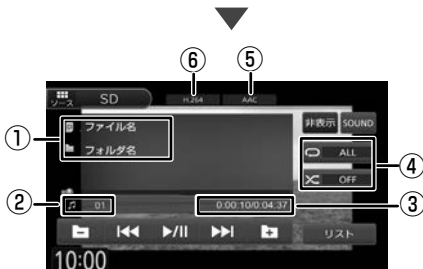 ⑥ ⑤
ソース SD H.264 AAC
① ファイル名 非表示 SOUND
フォルダ名 ALL ④
OFF
② 01 0:00:10/0:04:37 ③
リスト
10:00